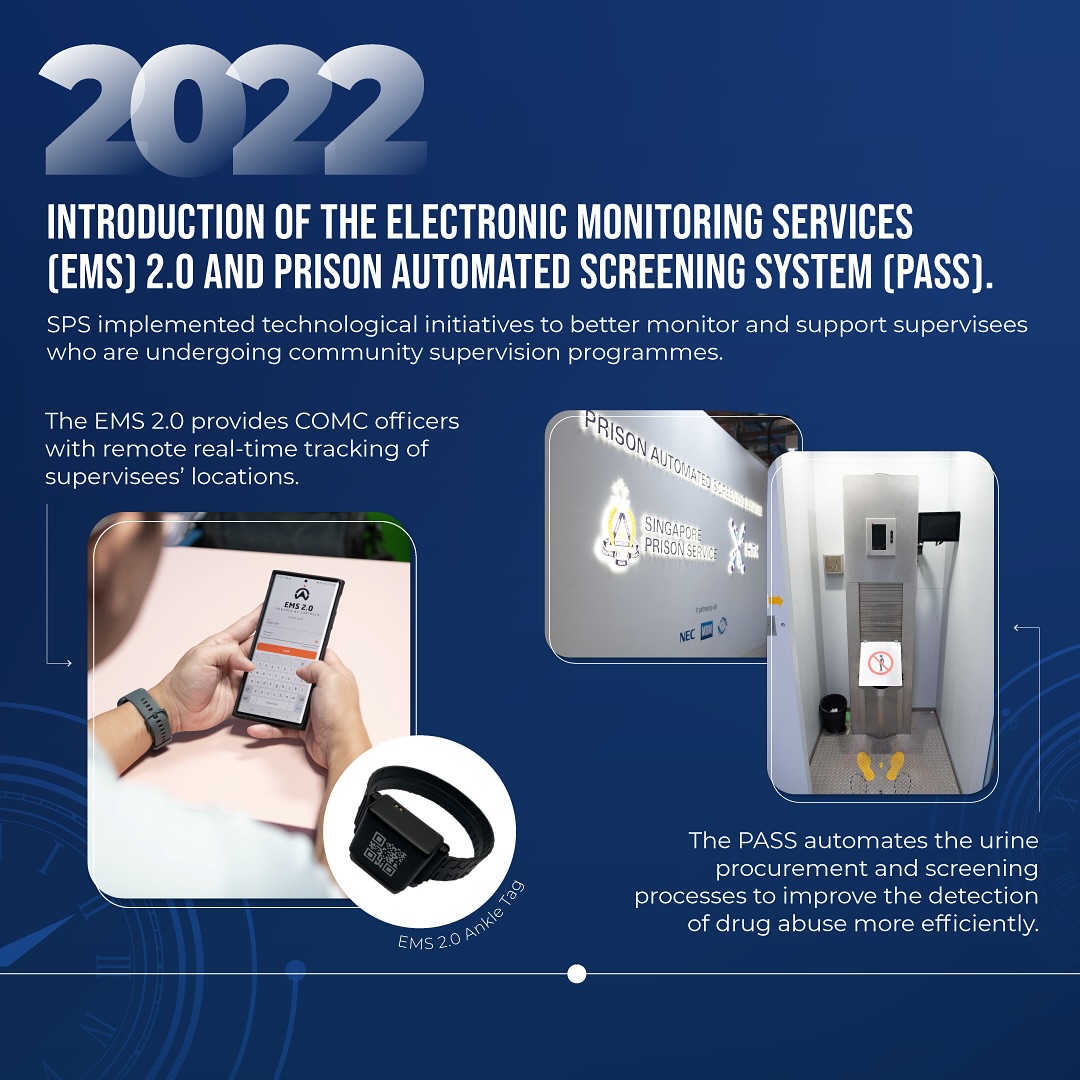 2022
INTRODUCTION OF THE ELECTRONIC MONITORING SERVICES
(EMS) 2.0 AND PRISON AUTOMATED SCREENING SYSTEM (PASS).
SPS implemented technological initiatives to better monitor and support supervisees
who are undergoing community supervision programmes.
The EMS 2.0 provides COMC officers
with remote real-time tracking of
supervisees' locations.
EMS 2.0
EMS 2.0 Ankle Tag
PRISON AUTOMATED SCREENING
SINGAPORE
PRISON SERVICE
In partnership with
NEC
The PASS automates the urine
procurement and screening
processes to improve the detection
of drug abuse more efficiently.